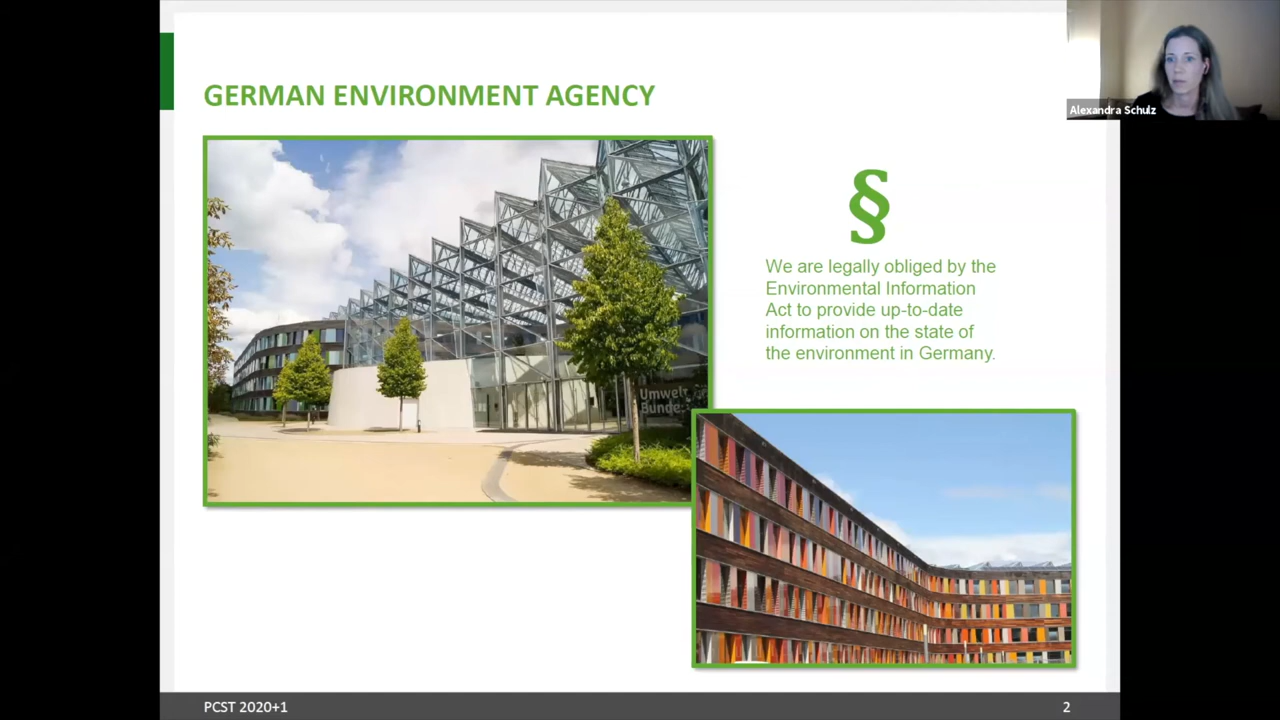 Alexandra Schulz
GERMAN ENVIRONMENT AGENCY
§
We are legally obliged by the
Environmental Information
Act to provide up-to-date
information on the state of
the environment in Germany.
Umwelt
Bunde
PCST 2020+1
2